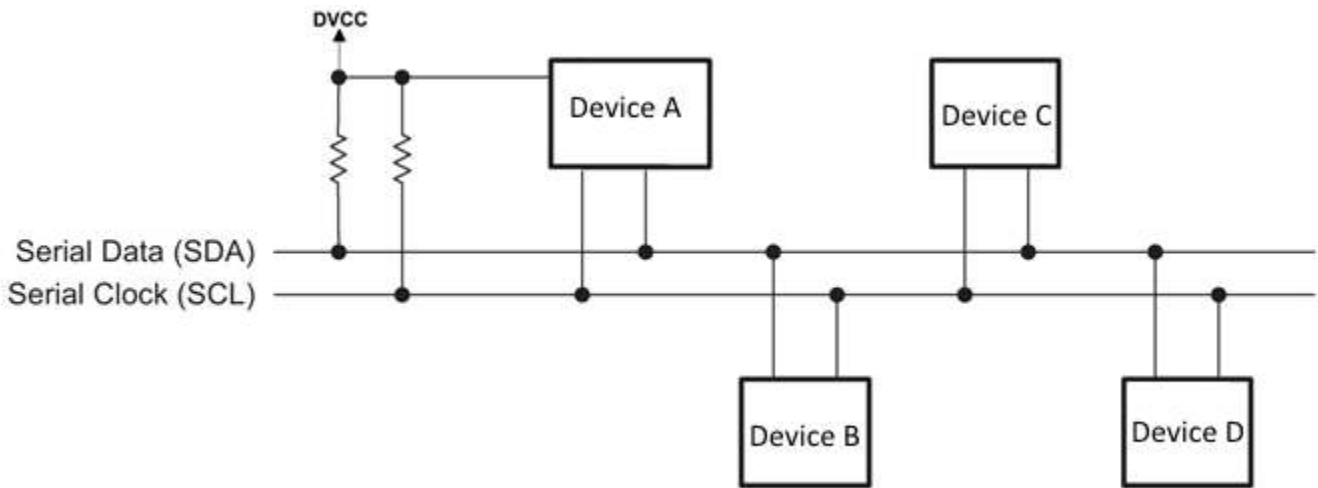 DVCC
Device A
Device C
Serial Data (SDA)
Serial Clock (SCL)
Device B
Device D